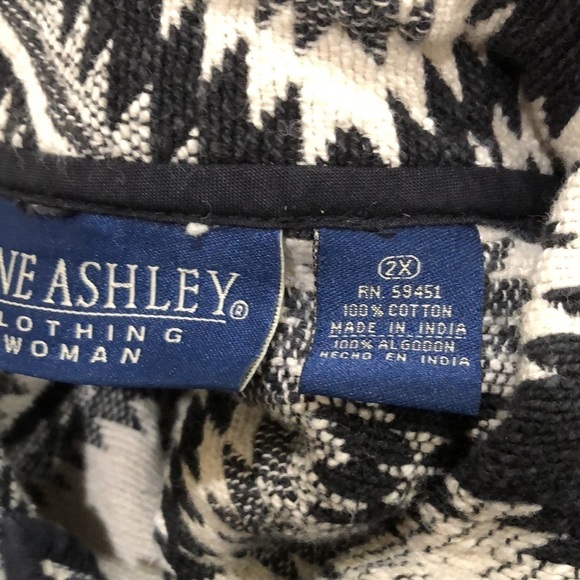 NE ASHLEY®
LOTHING
WOMAN
2X
RN. 59451
100% COTTON
MADE IN INDIA
100% ALGODON
HECHO EN INDIA